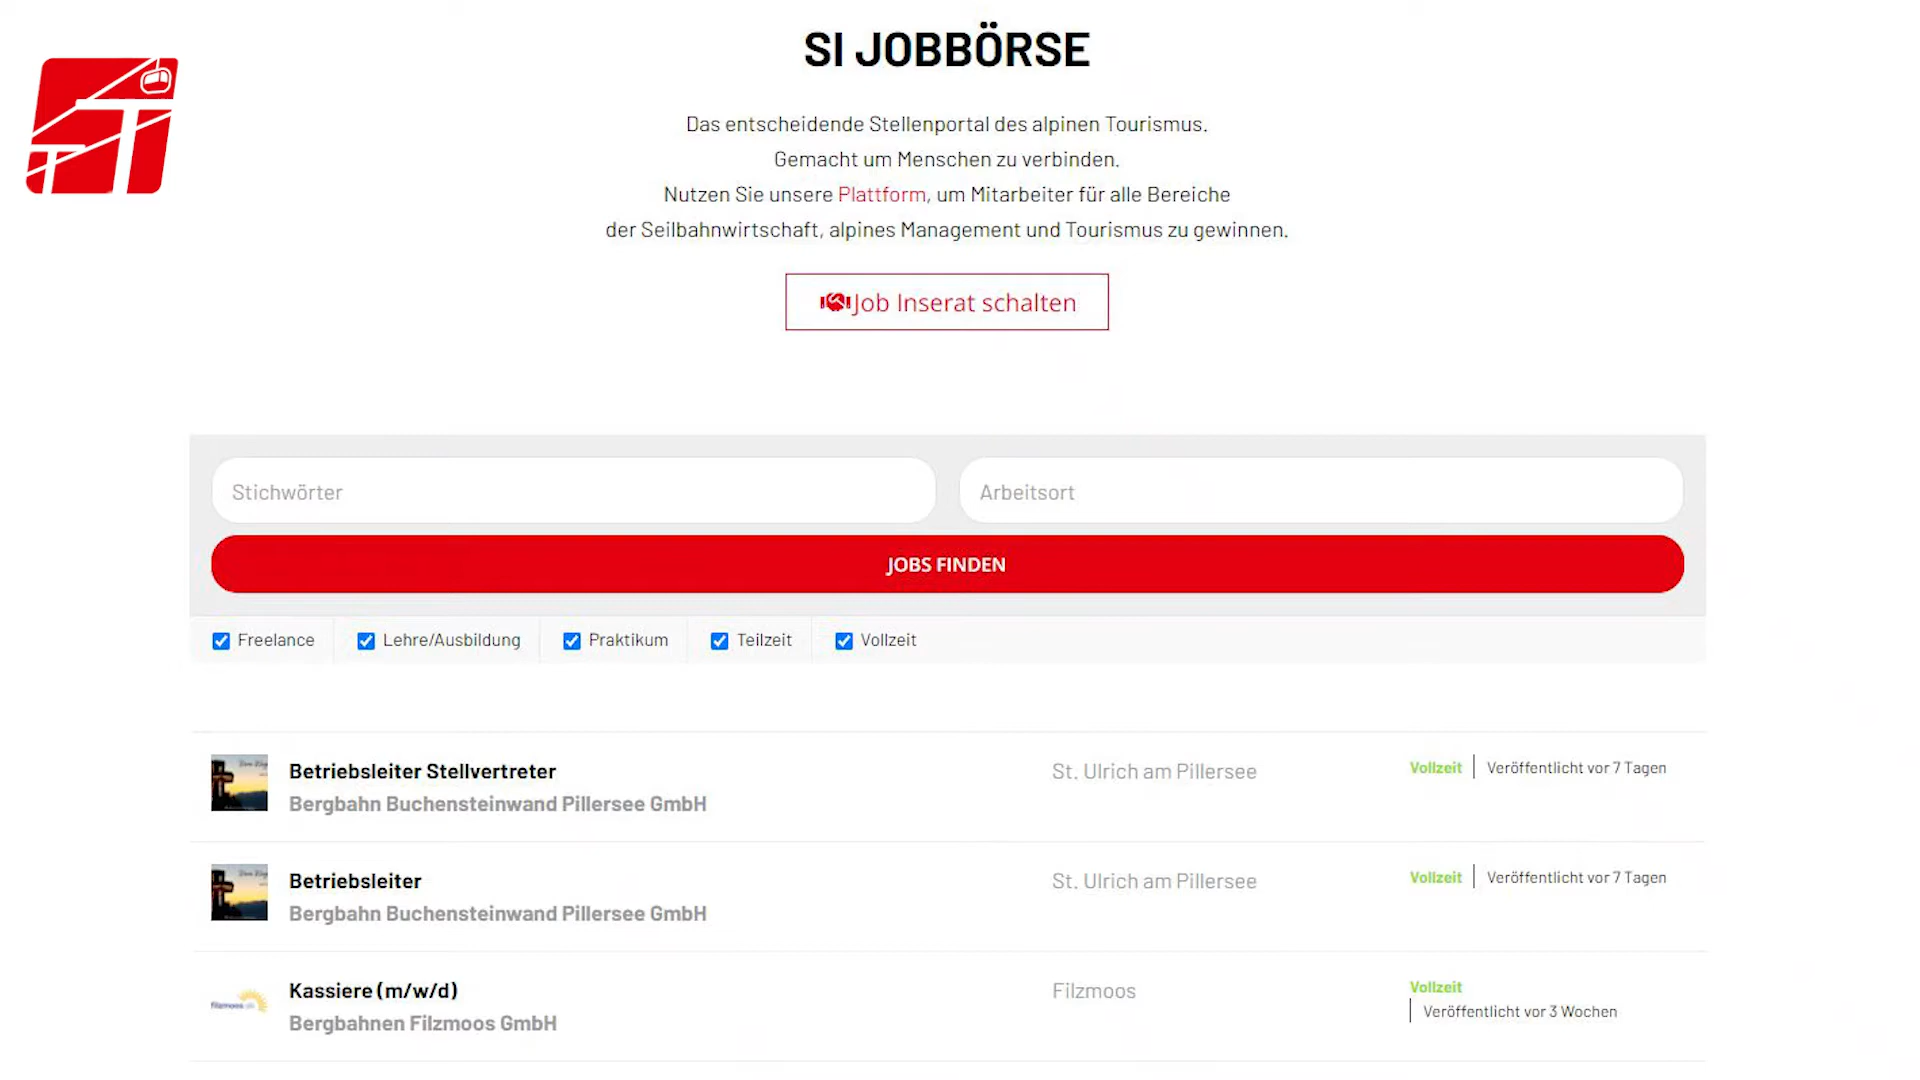 SI JOBBÖRSE
Das entscheidende Stellenportal des alpinen Tourismus.
Gemacht um Menschen zu verbinden.
Nutzen Sie unsere Plattform, um Mitarbeiter für alle Bereiche
der Seilbahnwirtschaft, alpines Management und Tourismus zu gewinnen.
Job Inserat schalten
Stichwörter
Arbeitsort
JOBS FINDEN
Freelance
Lehre/Ausbildung
Praktikum
Teilzeit
Vollzeit
Betriebsleiter Stellvertreter
Bergbahn Buchensteinwand Pillersee GmbH
St. Ulrich am Pillersee
Vollzeit
Veröffentlicht vor 7 Tagen
Betriebsleiter
Bergbahn Buchensteinwand Pillersee GmbH
St. Ulrich am Pillersee
Vollzeit
Veröffentlicht vor 7 Tagen
Kassiere (m/w/d)
Bergbahnen Filzmoos GmbH
Filzmoos
Vollzeit
Veröffentlicht vor 3 Wochen